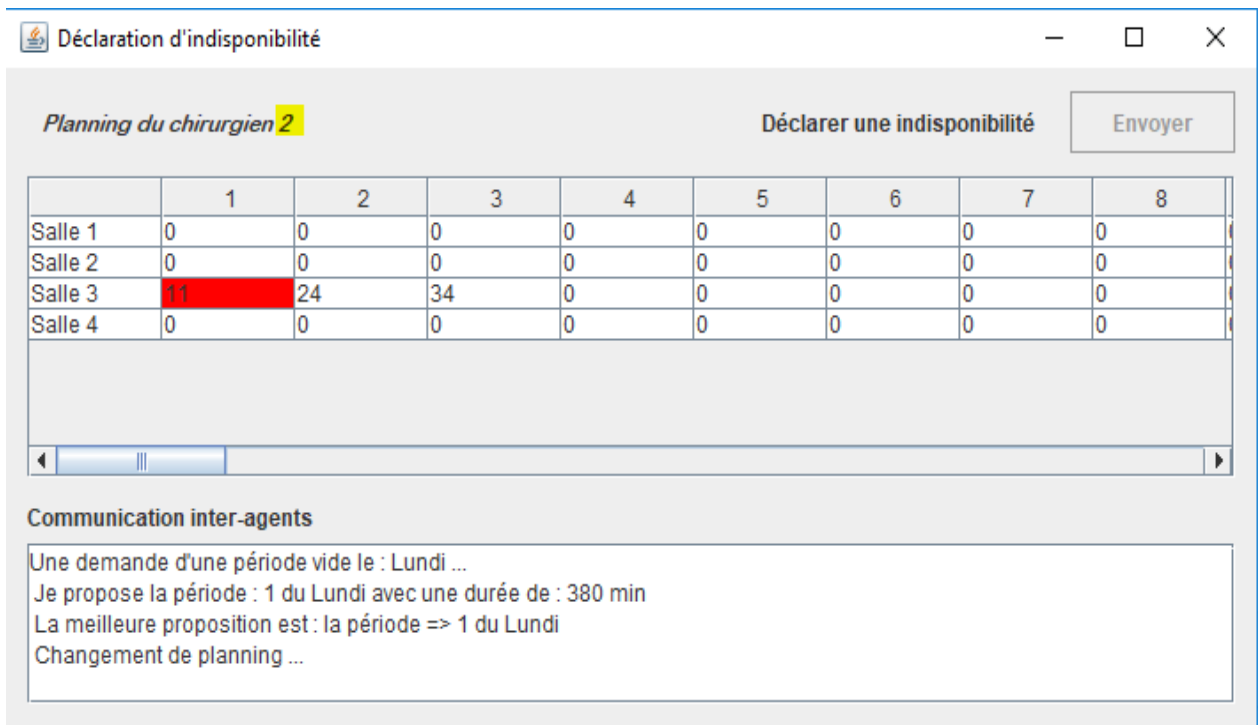 Déclaration d'indisponibilité
Planning du chirurgien 2 Déclarer une indisponibilité Envoyer
1 2 3 4 5 6 7 8
Salle 1 0 0 0 0 0 0 0 0
Salle 2 0 0 0 0 0 0 0 0
Salle 3 11 24 34 0 0 0 0 0
Salle 4 0 0 0 0 0 0 0 0
Communication inter-agents
Une demande d'une période vide le : Lundi ...
Je propose la période : 1 du Lundi avec une durée de : 380 min
La meilleure proposition est : la période => 1 du Lundi
Changement de planning ...